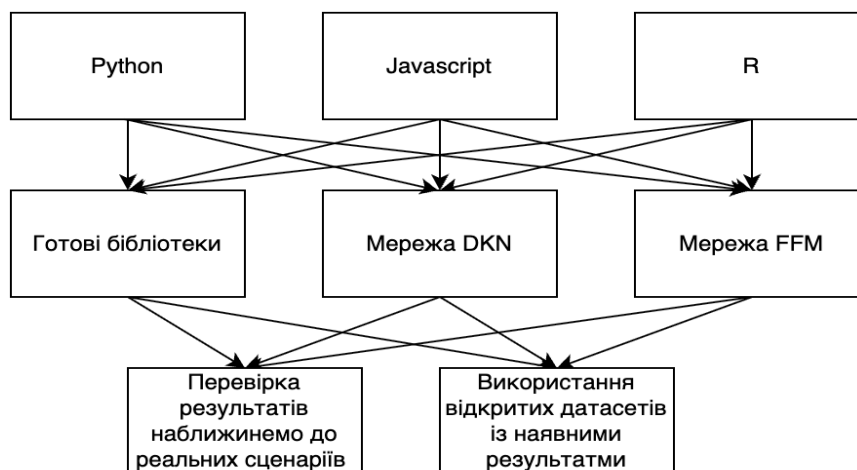 Python
Javascript
R
Готові бібліотеки
Мережа DKN
Мережа FFM
Перевірка
результатів
наближинемо до
реальних сценаріїв
Використання
відкритих датасетів
із наявними
результатми